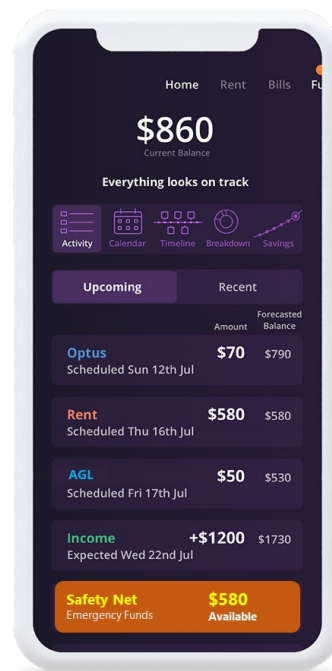 Home Rent Bills Fu
$860
Current Balance
Everything looks on track
Activity Calendar Timeline Breakdown Savings
Upcoming Recent
Amount Forecasted Balance
Optus $70 $790
Scheduled Sun 12th Jul
Rent $580 $580
Scheduled Thu 16th Jul
AGL $50 $530
Scheduled Fri 17th Jul
Income +$1200 $1730
Expected Wed 22nd Jul
Safety Net $580
Emergency Funds Available